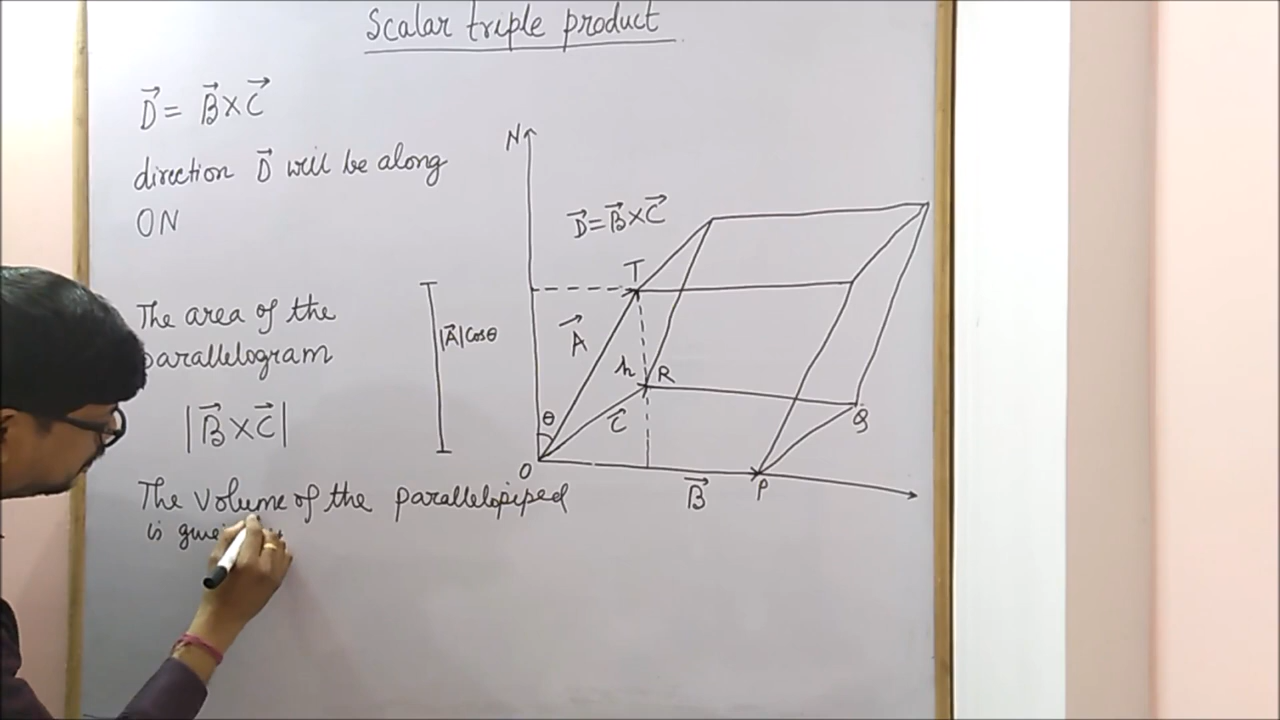 Scalar triple product
D⃗ = B⃗ × C⃗
direction D⃗ will be along
ON
The area of the
parallelogram
|B⃗ × C⃗|
The volume of the parallelopiped
is
|A⃗| Cosθ
N
D⃗ = B⃗ × C⃗
T
A⃗
h
R
θ
C⃗
Q
O
B⃗
P